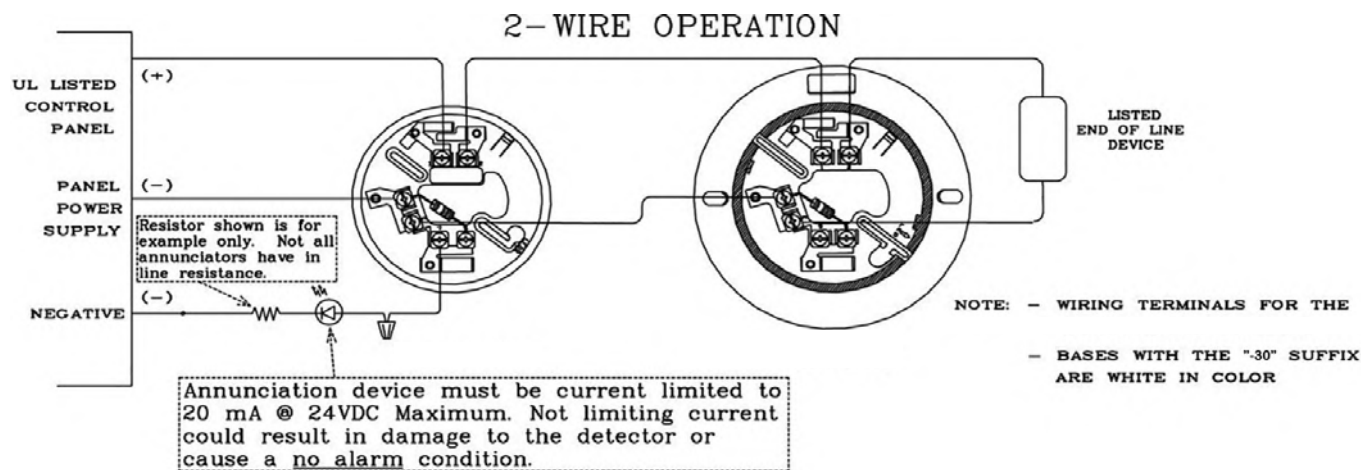 2-WIRE OPERATION
UL LISTED
CONTROL
PANEL
(+)
PANEL
POWER
SUPPLY
(-)
Resistor shown is for
example only. Not all
annunciators have in
line resistance.
NEGATIVE
(-)
LISTED
END OF LINE
DEVICE
NOTE: - WIRING TERMINALS FOR THE
- BASES WITH THE "-30" SUFFIX
ARE WHITE IN COLOR
Annunciation device must be current limited to
20 mA @ 24VDC Maximum. Not limiting current
could result in damage to the detector or
cause a no alarm condition.